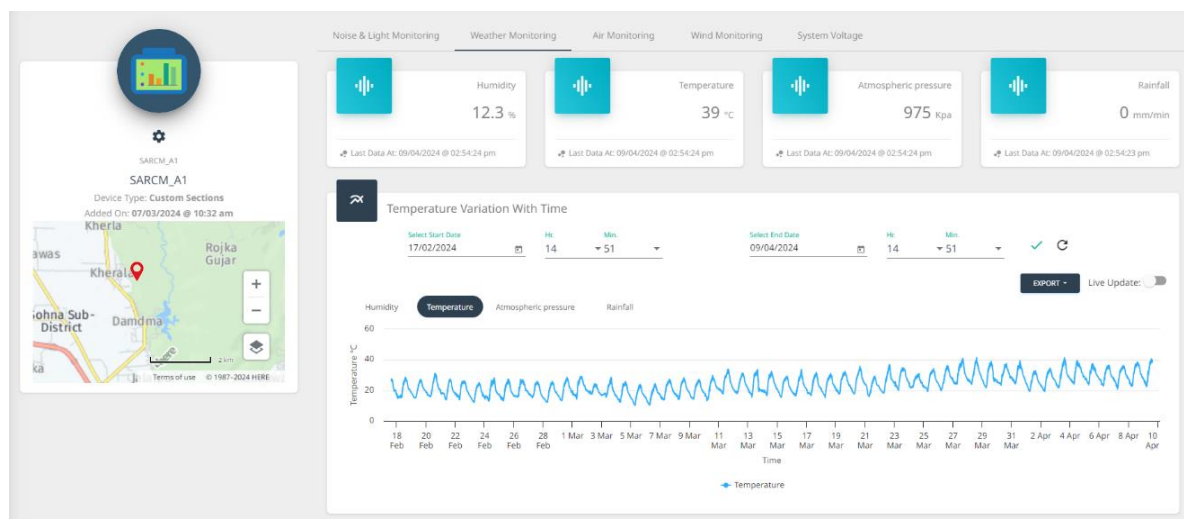 Noise & Light Monitoring Weather Monitoring Air Monitoring Wind Monitoring System Voltage
Humidity
12.3 %
Last Data At: 09/04/2024 @ 02:54:24 pm
Temperature
39 °C
Last Data At: 09/04/2024 @ 02:54:24 pm
Atmospheric pressure
975 Kpa
Last Data At: 09/04/2024 @ 02:54:24 pm
Rainfall
0 mm/min
Last Data At: 09/04/2024 @ 02:54:23 pm
SARCM_A1
SARCM_A1
Device Type: Custom Sections
Added On: 07/03/2024 @ 10:32 am
Kherla
awas
Rojka
Gujar
Kherala
+
−
Sohna Sub-
District
Damdma
2 km
ka
Terms of use © 1987-2024 HERE
Temperature Variation With Time
Select Start Date Hr. Min.
17/02/2024 14 51
Select End Date Hr. Min.
09/04/2024 14 51
EXPORT Live Update:
Humidity Temperature Atmospheric pressure Rainfall
Temperature °C
60
40
20
0
18 Feb 20 Feb 22 Feb 24 Feb 26 Feb 28 Feb 1 Mar 3 Mar 5 Mar 7 Mar 9 Mar 11 Mar 13 Mar 15 Mar 17 Mar 19 Mar 21 Mar 23 Mar 25 Mar 27 Mar 29 Mar 31 Mar 2 Apr 4 Apr 6 Apr 8 Apr 10 Apr
Time
Temperature